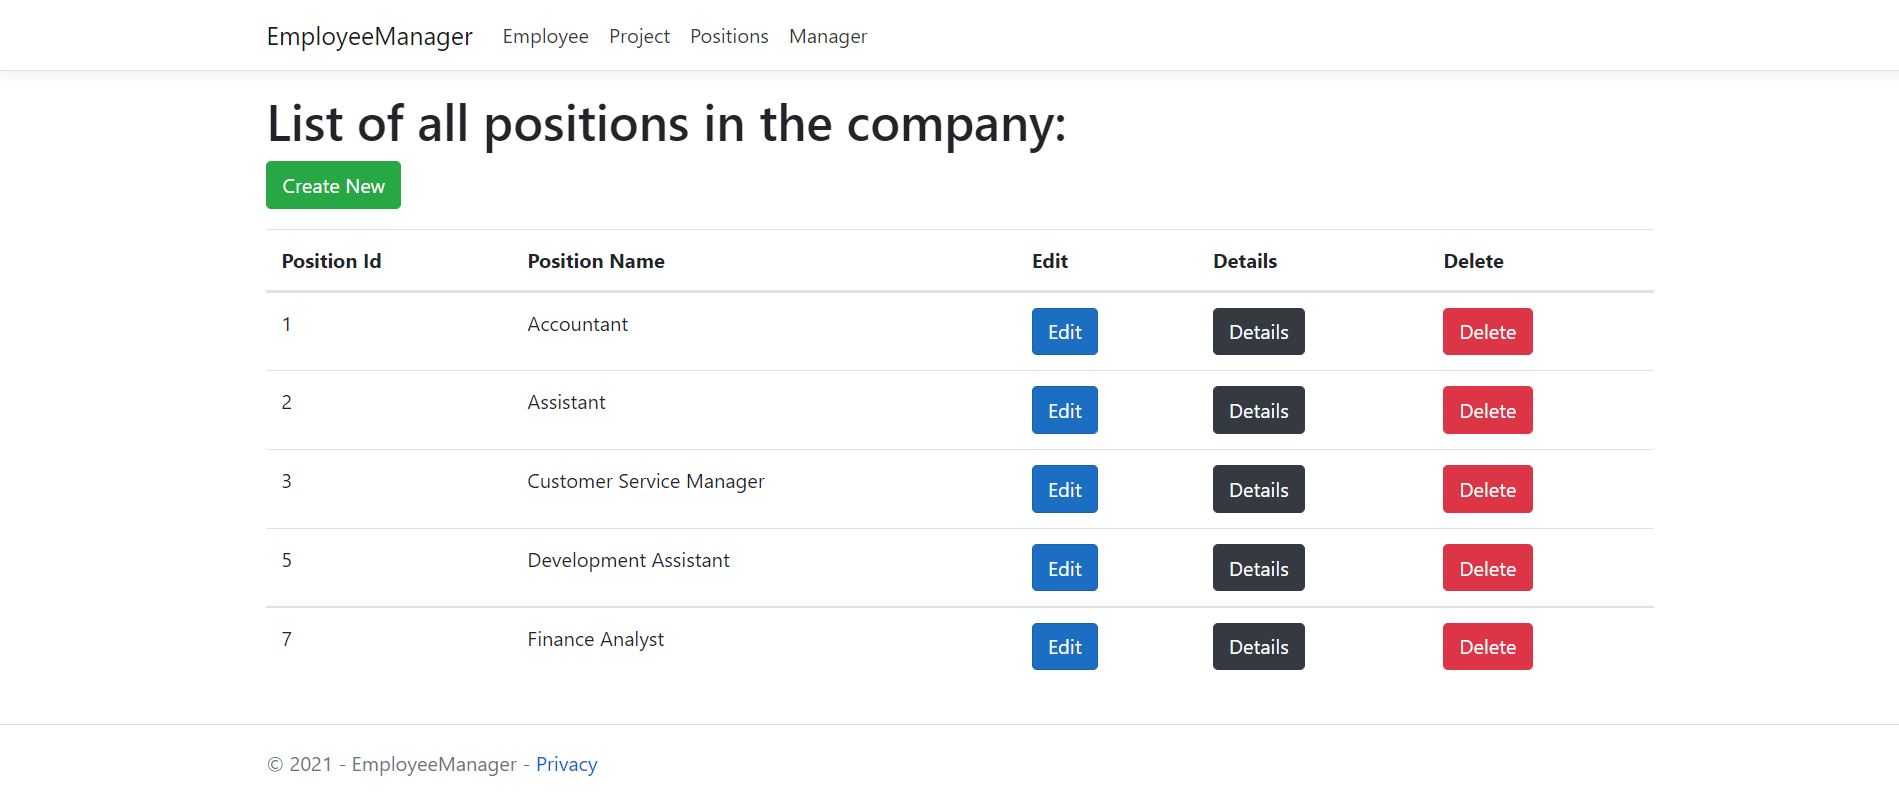 EmployeeManager Employee Project Positions Manager
List of all positions in the company:
Create New
Position Id Position Name Edit Details Delete
1 Accountant Edit Details Delete
2 Assistant Edit Details Delete
3 Customer Service Manager Edit Details Delete
5 Development Assistant Edit Details Delete
7 Finance Analyst Edit Details Delete
© 2021 - EmployeeManager - Privacy